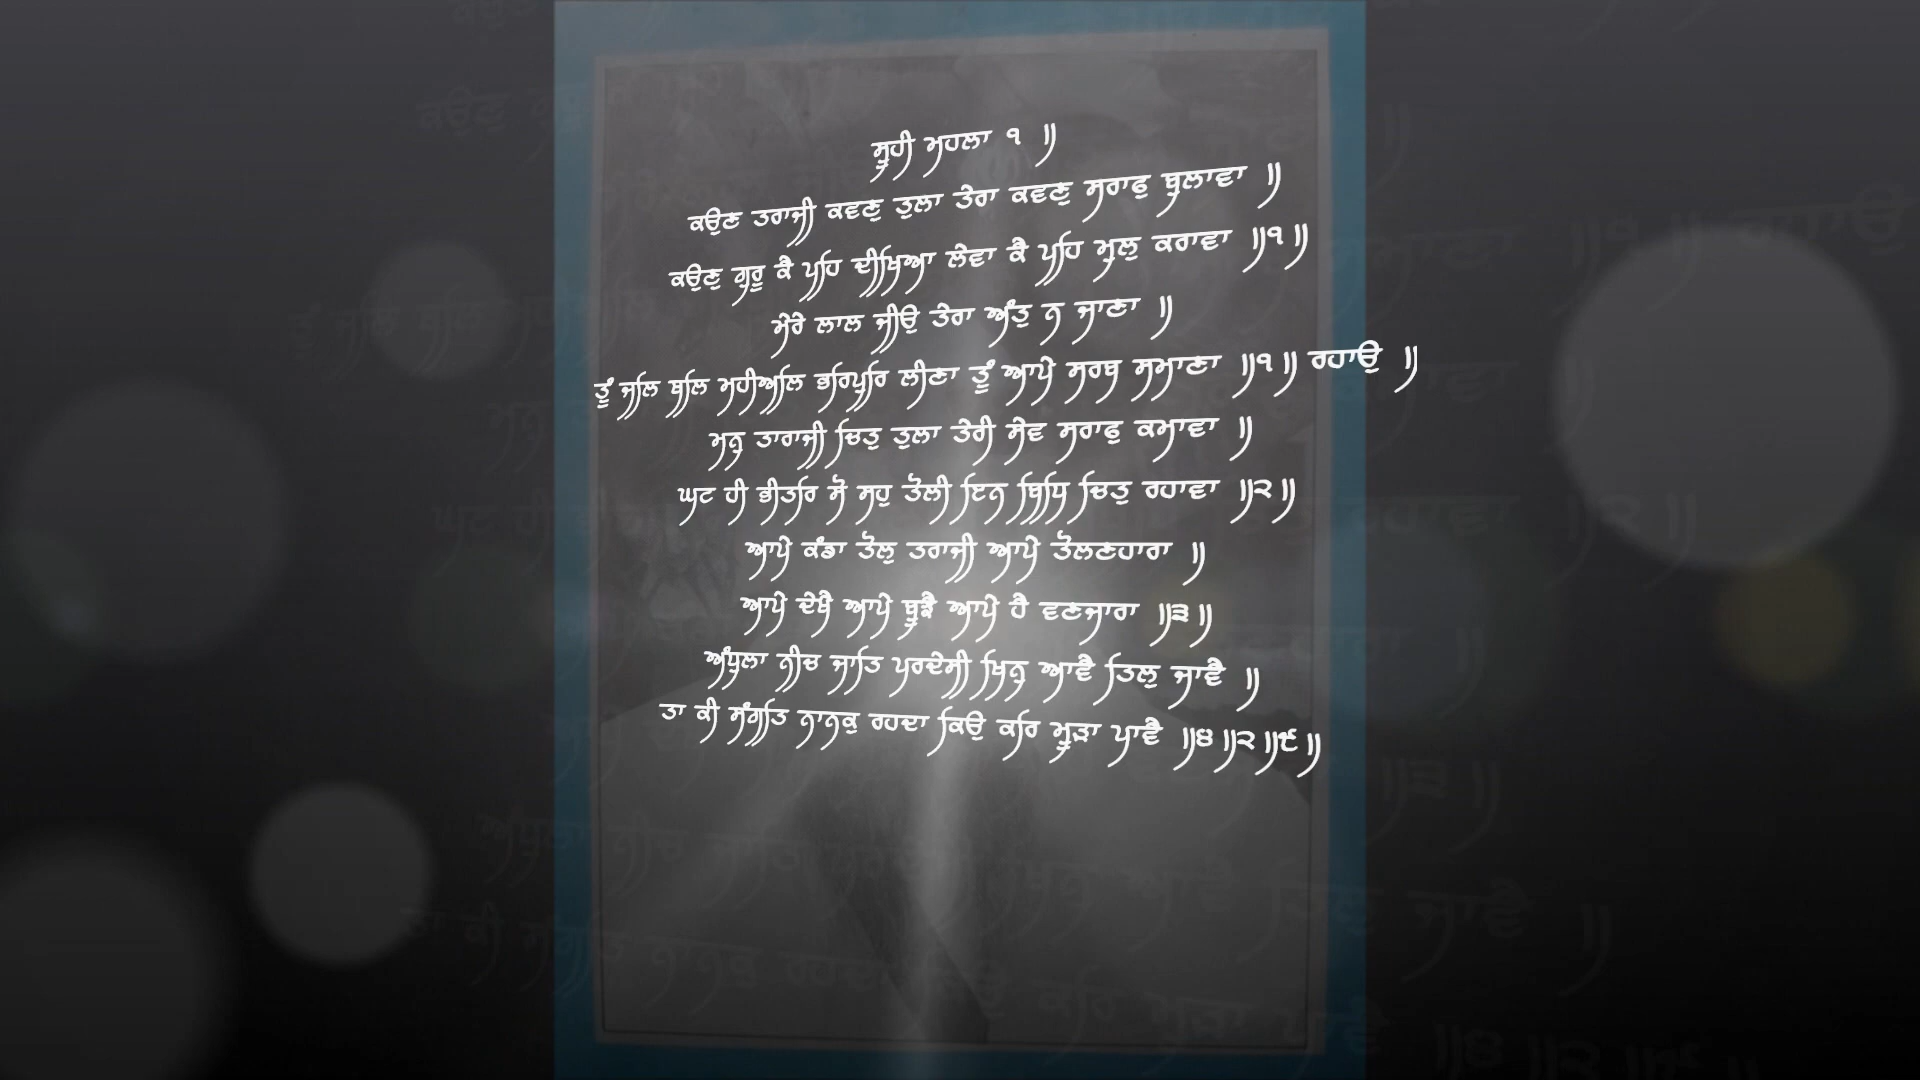 ਸੂਹੀ ਮਹਲਾ ੧ ॥
ਕਉਣ ਤਰਾਜੀ ਕਵਣੁ ਤੁਲਾ ਤੇਰਾ ਕਵਣੁ ਸਰਾਫੁ ਬੁਲਾਵਾ ॥
ਕਉਣੁ ਗੁਰੂ ਕੈ ਪਹਿ ਦੀਖਿਆ ਲੇਵਾ ਕੈ ਪਹਿ ਮੁਲੁ ਕਰਾਵਾ ॥੧॥
ਮੇਰੇ ਲਾਲ ਜੀਉ ਤੇਰਾ ਅੰਤੁ ਨ ਜਾਣਾ ॥
ਤੂੰ ਜਲਿ ਥਲਿ ਮਹੀਅਲਿ ਭਰਿਪੁਰਿ ਲੀਣਾ ਤੂੰ ਆਪੇ ਸਰਬ ਸਮਾਣਾ ॥੧॥ ਰਹਾਉ ॥
ਮਨੁ ਤਾਰਾਜੀ ਚਿਤੁ ਤੁਲਾ ਤੇਰੀ ਸੇਵ ਸਰਾਫੁ ਕਮਾਵਾ ॥
ਘਟ ਹੀ ਭੀਤਰਿ ਸੋ ਸਹੁ ਤੋਲੀ ਇਨ ਬਿਧਿ ਚਿਤੁ ਰਹਾਵਾ ॥੨॥
ਆਪੇ ਕੰਡਾ ਤੋਲੁ ਤਰਾਜੀ ਆਪੇ ਤੋਲਣਹਾਰਾ ॥
ਆਪੇ ਦੇਖੈ ਆਪੇ ਬੂਝੈ ਆਪੇ ਹੈ ਵਣਜਾਰਾ ॥੩॥
ਅੰਧੁਲਾ ਨੀਚ ਜਾਤਿ ਪਰਦੇਸੀ ਖਿਨੁ ਆਵੈ ਤਿਲੁ ਜਾਵੈ ॥
ਤਾ ਕੀ ਸੰਗਤਿ ਨਾਨਕੁ ਰਹਦਾ ਕਿਉ ਕਰਿ ਮੂੜਾ ਪਾਵੈ ॥੪॥੨॥੯॥